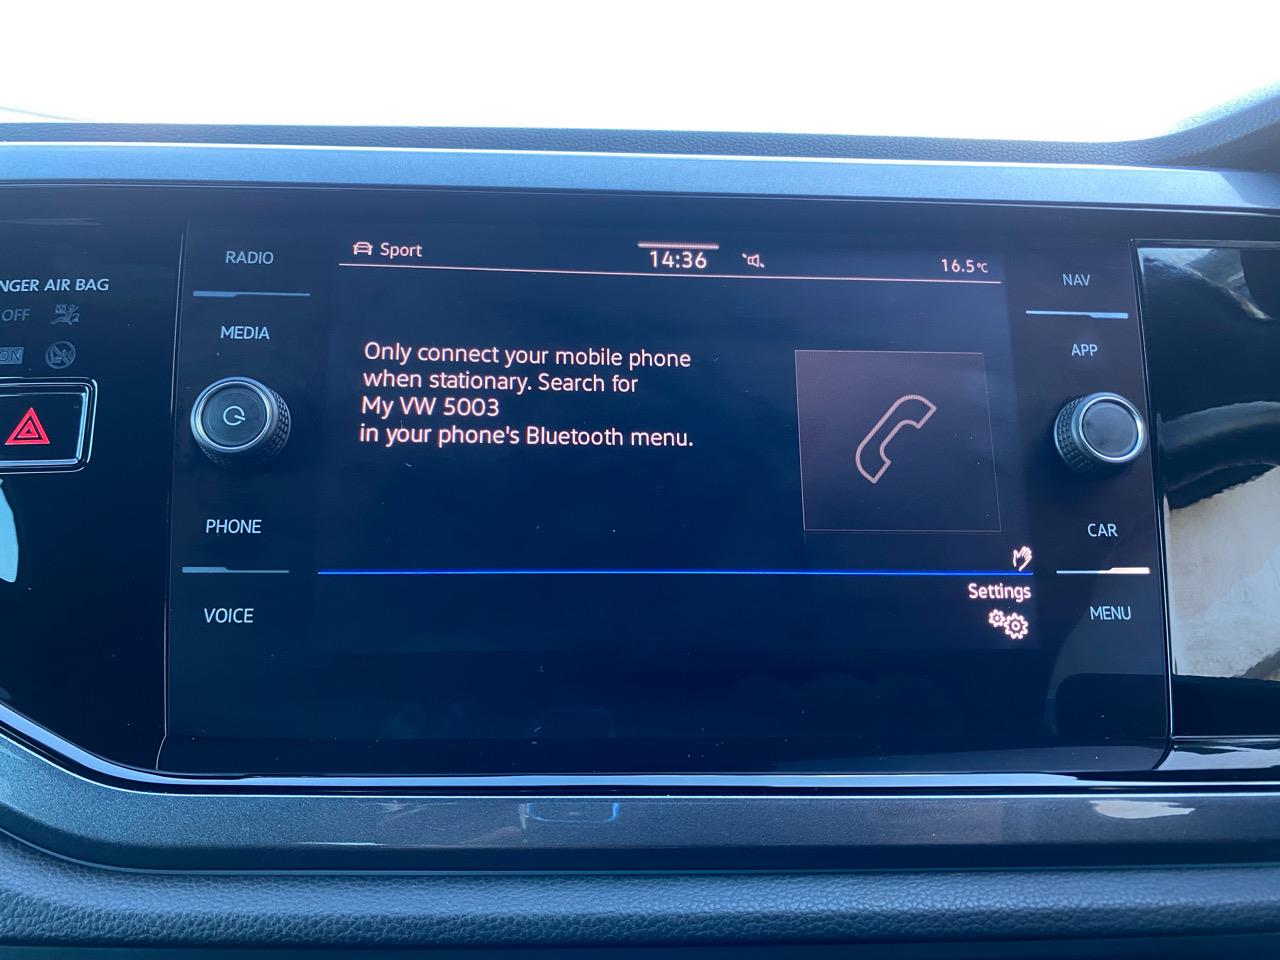 NGER AIR BAG
OFF
ON
RADIO
MEDIA
PHONE
VOICE
Sport
14:36
16.5°C
Only connect your mobile phone
when stationary. Search for
My VW 5003
in your phone's Bluetooth menu.
Settings
NAV
APP
CAR
MENU